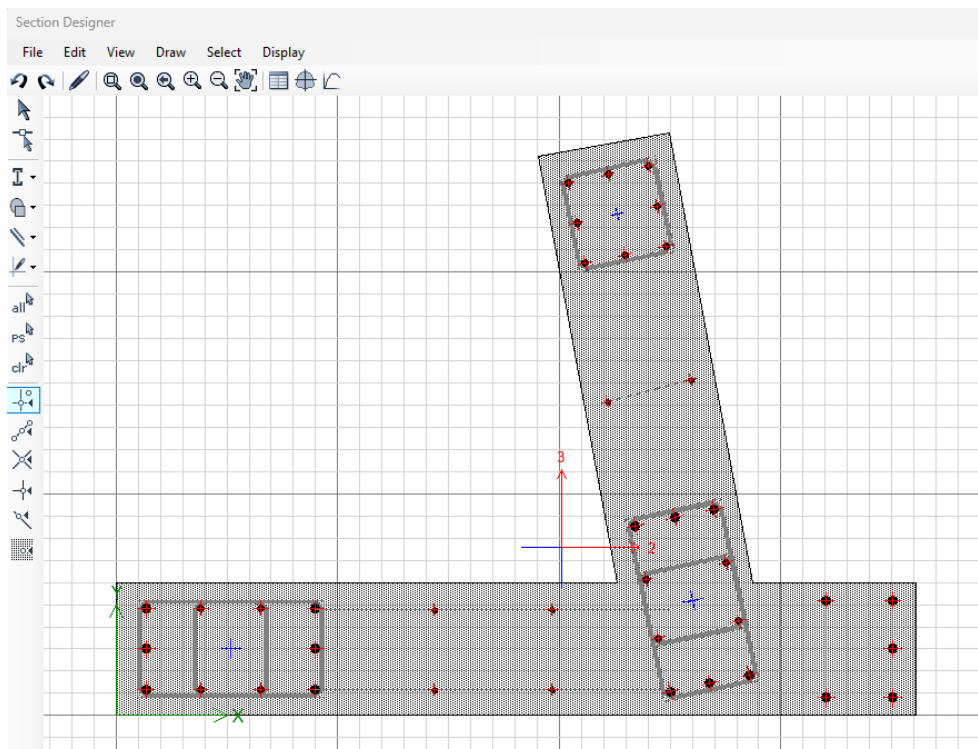 Section Designer
File Edit View Draw Select Display
all
PS
clr
3
2
Y
X